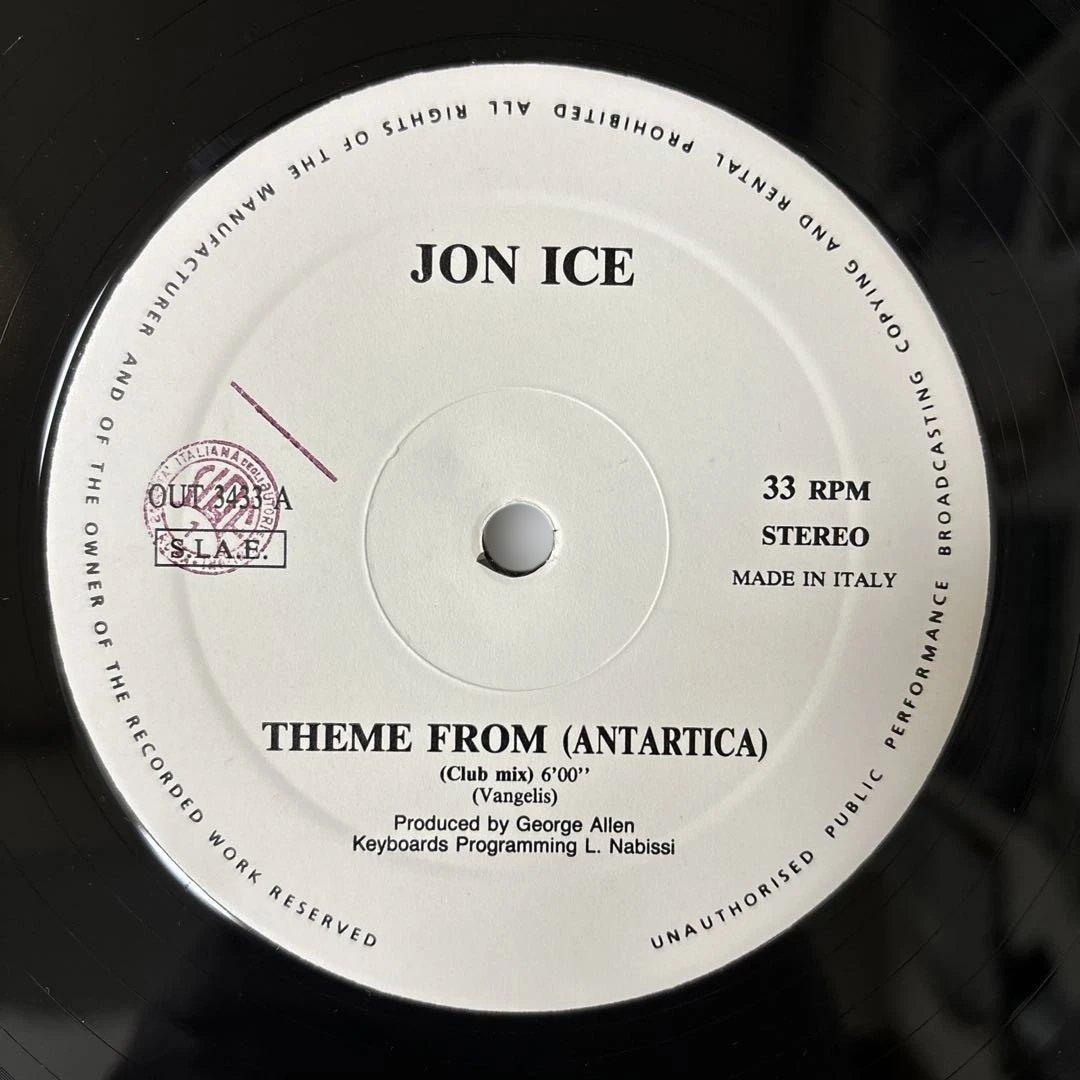 JON ICE
OUT 3433 A
S.I.A.E.
33 RPM
STEREO
MADE IN ITALY
THEME FROM (ANTARTICA)
(Club mix) 6'00''
(Vangelis)
Produced by George Allen
Keyboards Programming L. Nabissi
UNAUTHORISED PUBLIC PERFORMANCE BROADCASTING COPYING AND RENTAL PROHIBITED ALL RIGHTS OF THE MANUFACTURER AND OF THE OWNER OF THE RECORDED WORK RESERVED
ITALIANA DEGLI